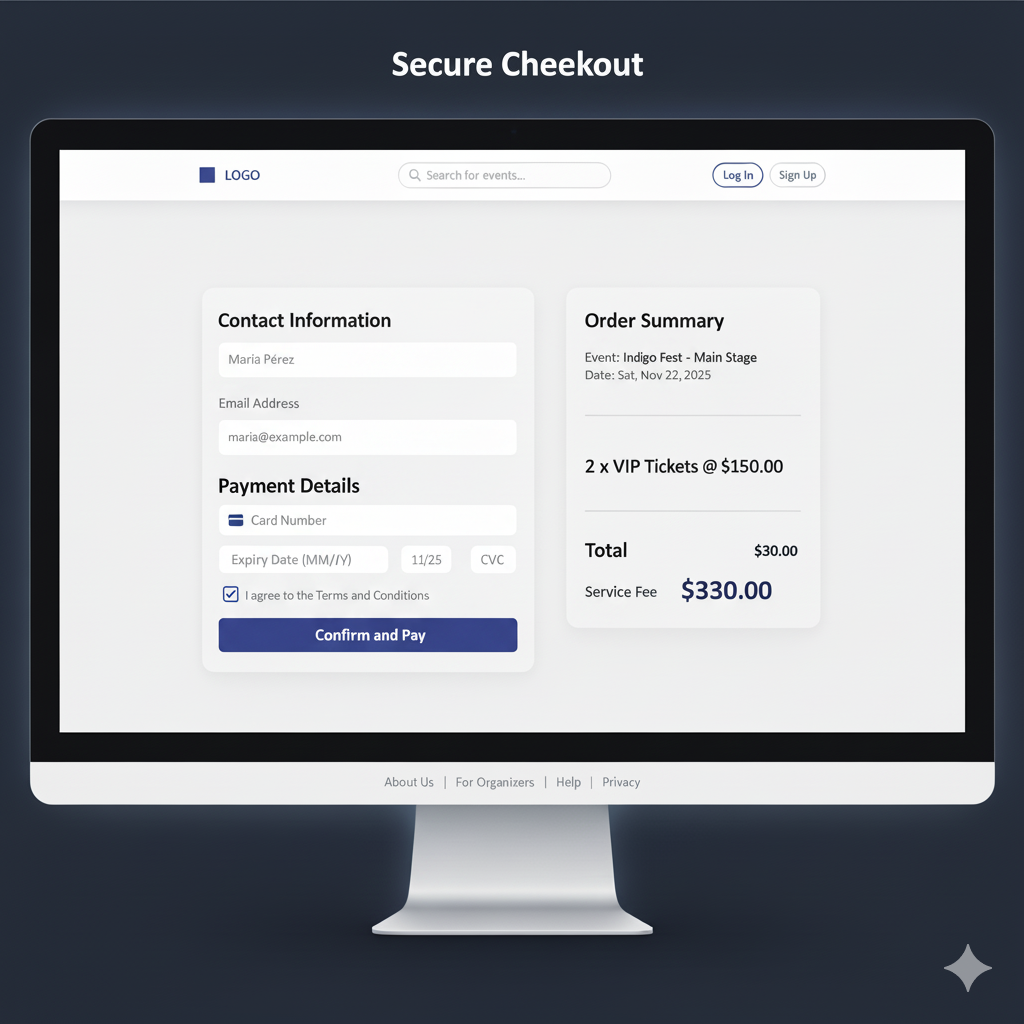 Secure Cheekout
LOGO
Search for events...
Log In
Sign Up
Contact Information
Maria Pérez
Email Address
maria@example.com
Payment Details
Card Number
Expiry Date (MM//Y)
11/25
CVC
I agree to the Terms and Conditions
Confirm and Pay
Order Summary
Event: Indigo Fest - Main Stage
Date: Sat, Nov 22, 2025
2 x VIP Tickets @ $150.00
Total $30.00
Service Fee $330.00
About Us | For Organizers | Help | Privacy